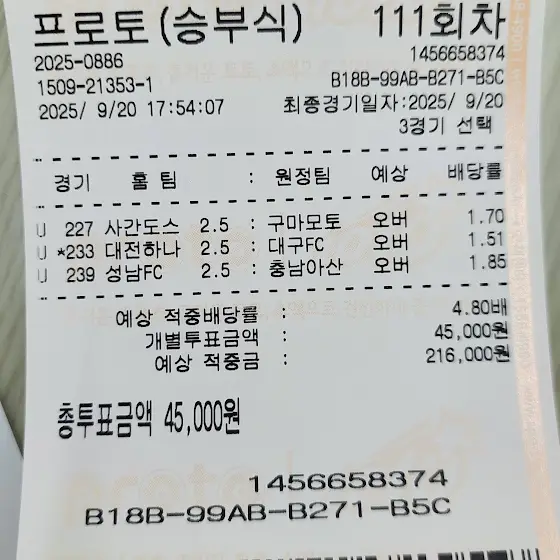 프로토(승부식) 111회차
2025-0886 1456658374
1509-21353-1 B18B-99AB-B271-B5C
2025/ 9/20 17:54:07 최종경기일자:2025/ 9/20
3경기 선택
경기 홈 팀 : 원정팀 예상 배당률
U 227 사간도스 2.5 : 구마모토 오버 1.70
U *233 대전하나 2.5 : 대구FC 오버 1.51
U 239 성남FC 2.5 : 충남아산 오버 1.85
예상 적중배당률 : 4.80배
개별투표금액 : 45,000원
예상 적중금 : 216,000원
총투표금액 45,000원
1456658374
B18B-99AB-B271-B5C